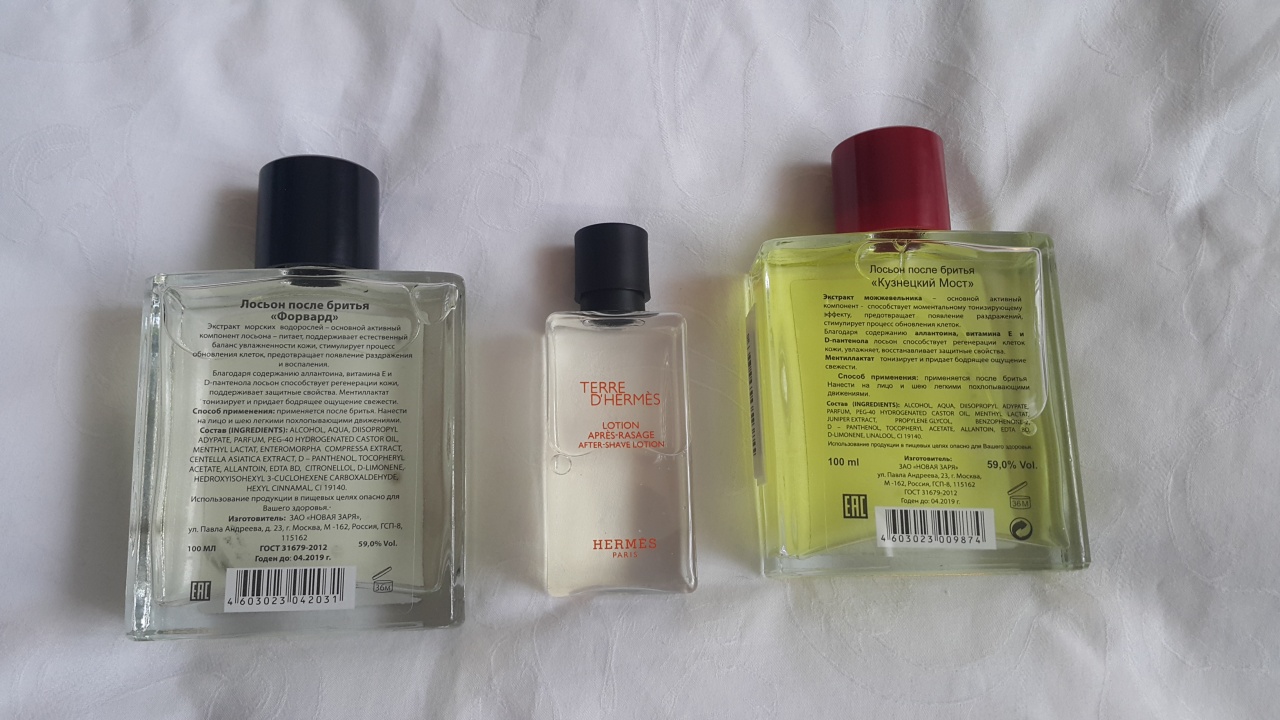 Лосьон после бритья
«Форвард»
Экстракт морских водорослей – основной активный
компонент лосьона – питает, поддерживает естественный
баланс увлажненности кожи, стимулирует процесс
обновления клеток, предотвращает появление раздражения
и воспаления.
Благодаря содержанию аллантоина, витамина Е и
D-пантенола лосьон способствует регенерации кожи,
поддерживает защитные свойства. Ментиллактат
тонизирует и придает бодрящее ощущение свежести.
Способ применения: применяется после бритья. Нанести
на лицо и шею легкими похлопывающими движениями.
Состав (INGREDIENTS): ALCOHOL, AQUA, DIISOPROPYL
ADYPATE, PARFUM, PEG-40 HYDROGENATED CASTOR OIL,
MENTHYL LACTAT, ENTEROMORPHA COMPRESSA EXTRACT,
CENTELLA ASIATICA EXTRACT, D – PANTHENOL, TOCOPHERYL
ACETATE, ALLANTOIN, EDTA BD, CITRONELLOL, D-LIMONENE,
HEDROXYISOHEXYL 3-CUCLOHEXENE CARBOXALDEHYDE,
HEXYL CINNAMAL, CI 19140.
Использование продукции в пищевых целях опасно для
Вашего здоровья.
Изготовитель: ЗАО «НОВАЯ ЗАРЯ»,
ул. Павла Андреева, д. 23, г. Москва, М -162, Россия, ГСП-8,
115162
100 МЛ ГОСТ 31679-2012 59,0% Vol.
Годен до: 04.2019 г.
EAC
4 603023 042031
36M
TERRE
D'HERMÈS
LOTION
APRÈS-RASAGE
AFTER-SHAVE LOTION
HERMÈS
PARIS
Лосьон после бритья
«Кузнецкий Мост»
Экстракт можжевельника – основной активный
компонент - способствует моментальному тонизирующему
эффекту, предотвращает появление раздражений,
стимулирует процесс обновления клеток.
Благодаря содержанию аллантоина, витамина Е и
D-пантенола лосьон способствует регенерации клеток
кожи, увлажняет, восстанавливает защитные свойства.
Ментиллактат тонизирует и придает бодрящее ощущение
свежести.
Способ применения: применяется после бритья
Нанести на лицо и шею легкими похлопывающими
движениями.
Состав (INGREDIENTS): ALCOHOL, AQUA, DIISOPROPYL ADYPATE,
PARFUM, PEG-40 HYDROGENATED CASTOR OIL, MENTHYL LACTAT,
JUNIPER EXTRACT, PROPYLENE GLYCOL, BENZOPHENONE-2,
D – PANTHENOL, TOCOPHERYL ACETATE, ALLANTOIN, EDTA BD,
D-LIMONENE, LINALOOL, CI 19140.
Использование продукции в пищевых целях опасно для Вашего здоровья.
Изготовитель:
100 ml ЗАО «НОВАЯ ЗАРЯ» 59,0% Vol.
ул. Павла Андреева, д. 23, г. Москва,
М -162, Россия, ГСП-8, 115162
ГОСТ 31679-2012
Годен до: 04.2019 г.
EAC
36M
4 603023 009874